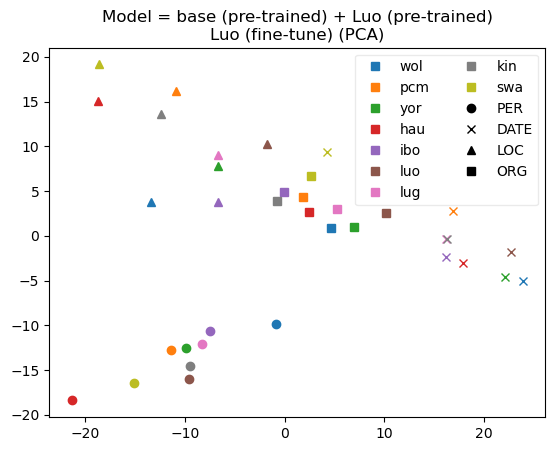 Model = base (pre-trained) + Luo (pre-trained)
Luo (fine-tune) (PCA)
20
15
10
5
0
−5
−10
−15
−20
wol
pcm
yor
hau
ibo
luo
lug
kin
swa
PER
DATE
LOC
ORG
−20
−10
0
10
20